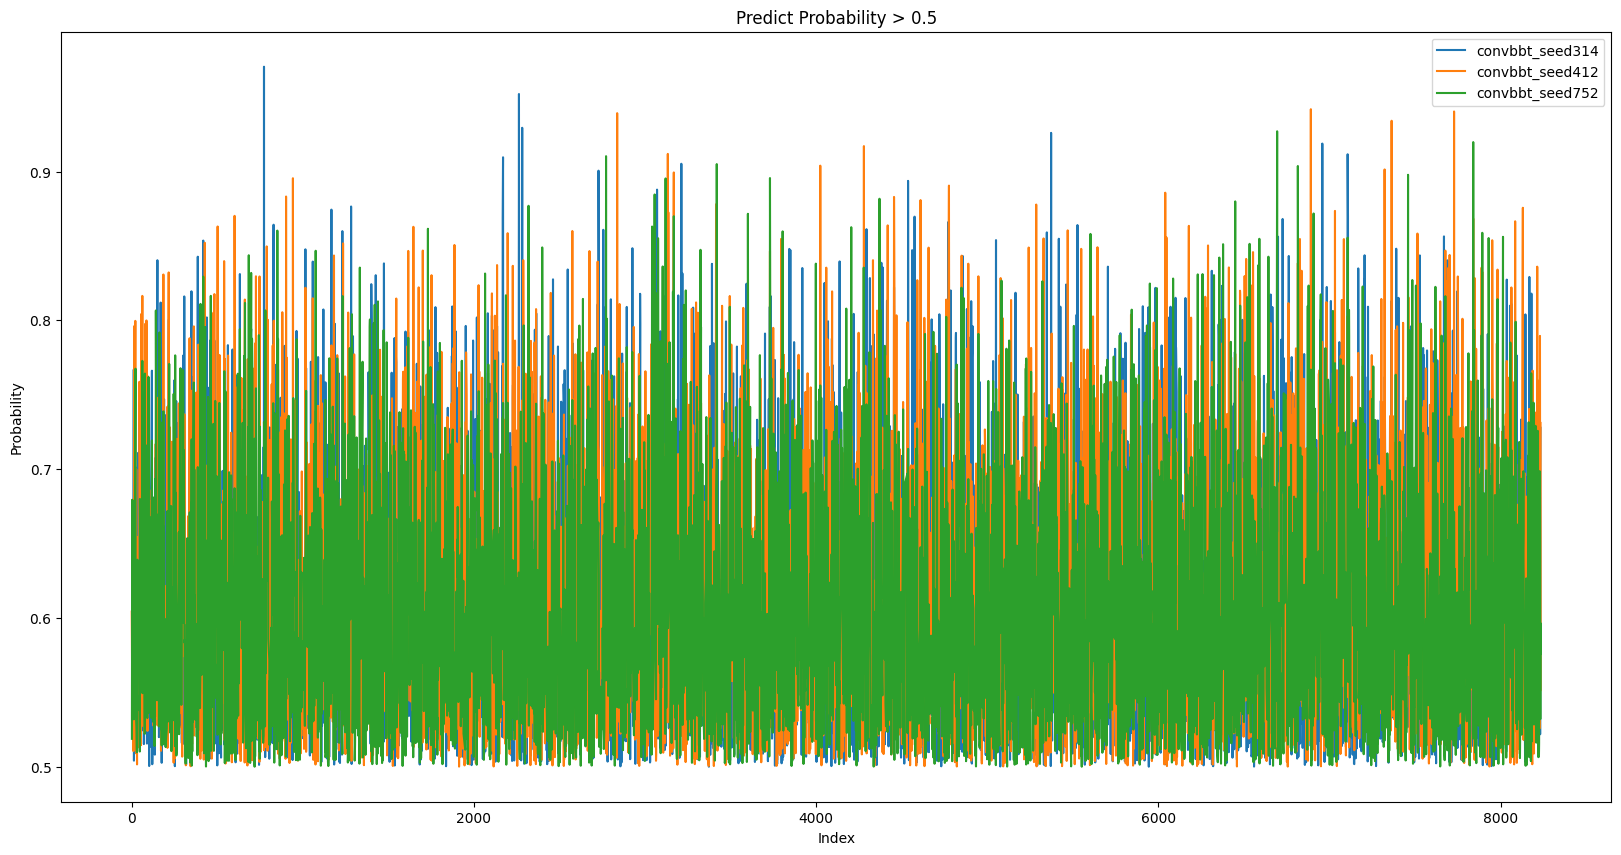 Predict Probability > 0.5
convbbt_seed314
convbbt_seed412
convbbt_seed752
Probability
0.9
0.8
0.7
0.6
0.5
0
2000
4000
6000
8000
Index